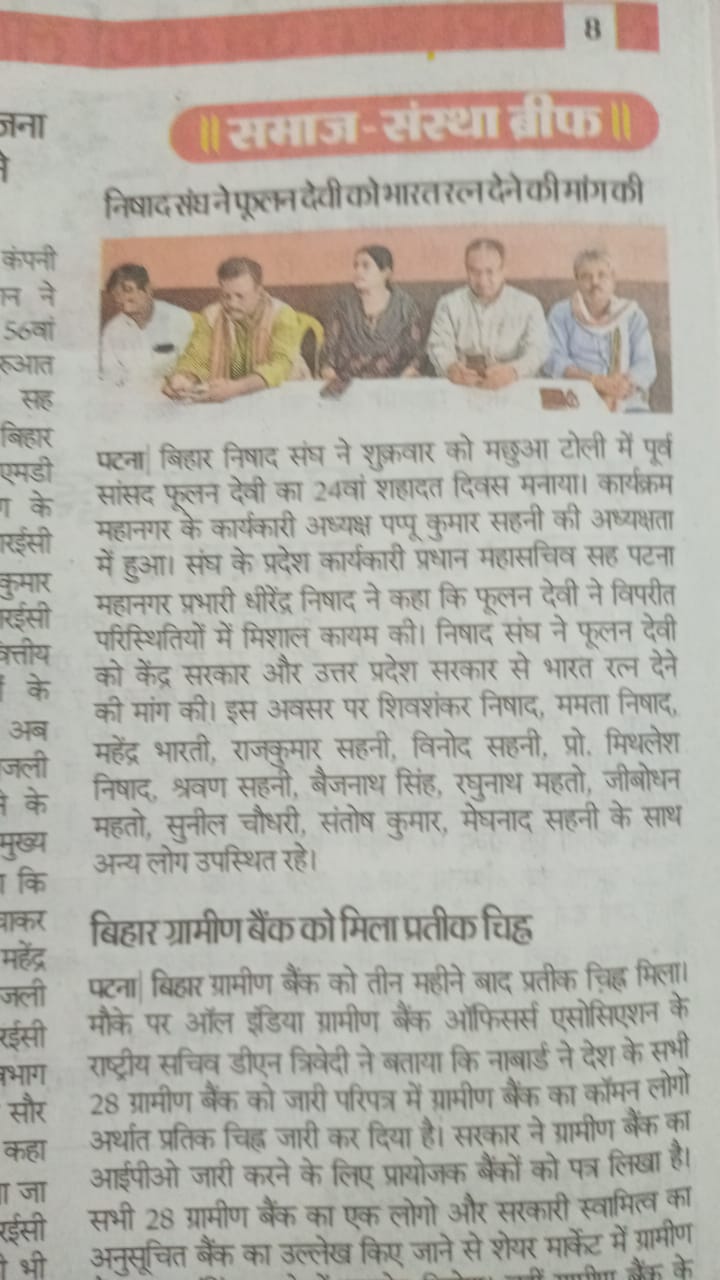 8
जना
कंपनी
ान ने
56वां
रुआत
सह
बिहार
एमडी
के
रईसी
कुमार
रईसी
वित्तीय
के
अब
जली
के
मुख्य
कि
महेंद्र
जली
रईसी
सौर
कहा
जा
रईसी
भी
॥ समाज-संस्था ब्रीफ ॥
निषाद संघ ने फूलन देवी को भारत रत्न देने की मांग की
पटना| बिहार निषाद संघ ने शुक्रवार को मछुआ टोली में पूर्व
सांसद फूलन देवी का 24वां शहादत दिवस मनाया। कार्यक्रम
महानगर के कार्यकारी अध्यक्ष पप्पू कुमार सहनी की अध्यक्षता
में हुआ। संघ के प्रदेश कार्यकारी प्रधान महासचिव सह पटना
महानगर प्रभारी धीरेंद्र निषाद ने कहा कि फूलन देवी ने विपरीत
परिस्थितियों में मिशाल कायम की। निषाद संघ ने फूलन देवी
को केंद्र सरकार और उत्तर प्रदेश सरकार से भारत रत्न देने
की मांग की। इस अवसर पर शिवशंकर निषाद, ममता निषाद,
महेंद्र भारती, राजकुमार सहनी, विनोद सहनी, प्रो. मिथलेश
निषाद, श्रवण सहनी, बैजनाथ सिंह, रघुनाथ महतो, जीबोधन
महतो, सुनील चौधरी, संतोष कुमार, मेघनाद सहनी के साथ
अन्य लोग उपस्थित रहे।
बिहार ग्रामीण बैंक को मिला प्रतीक चिह्न
पटना| बिहार ग्रामीण बैंक को तीन महीने बाद प्रतीक चि़ह्न मिला।
मौके पर ऑल इंडिया ग्रामीण बैंक ऑफिसर्स एसोसिएशन के
राष्ट्रीय सचिव डीएन त्रिवेदी ने बताया कि नाबार्ड ने देश के सभी
28 ग्रामीण बैंक को जारी परिपत्र में ग्रामीण बैंक का कॉमन लोगो
अर्थात प्रतिक चिह्न जारी कर दिया है। सरकार ने ग्रामीण बैंक का
आईपीओ जारी करने के लिए प्रायोजक बैंकों को पत्र लिखा है।
सभी 28 ग्रामीण बैंक का एक लोगो और सरकारी स्वामित्व का
अनुसूचित बैंक का उल्लेख किए जाने से शेयर मार्केट में ग्रामीण